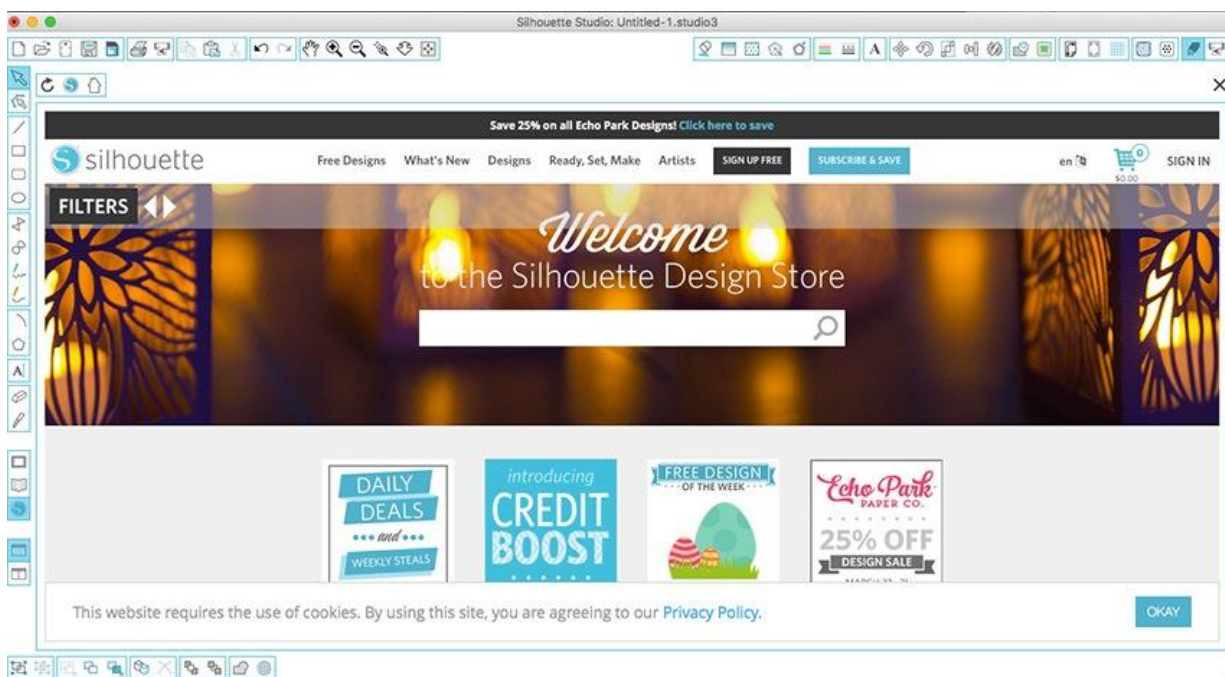 Silhouette Studio: Untitled-1.studio3
A
Save 25% on all Echo Park Designs! Click here to save
S silhouette Free Designs What's New Designs Ready, Set, Make Artists SIGN UP FREE SUBSCRIBE & SAVE en 0 SIGN IN
$0.00
FILTERS
Welcome
to the Silhouette Design Store
A
DAILY
DEALS
and
WEEKLY STEALS
introducing
CREDIT
BOOST
FREE DESIGN
OF THE WEEK
Echo Park
PAPER CO.
25% OFF
DESIGN SALE
This website requires the use of cookies. By using this site, you are agreeing to our Privacy Policy.
OKAY